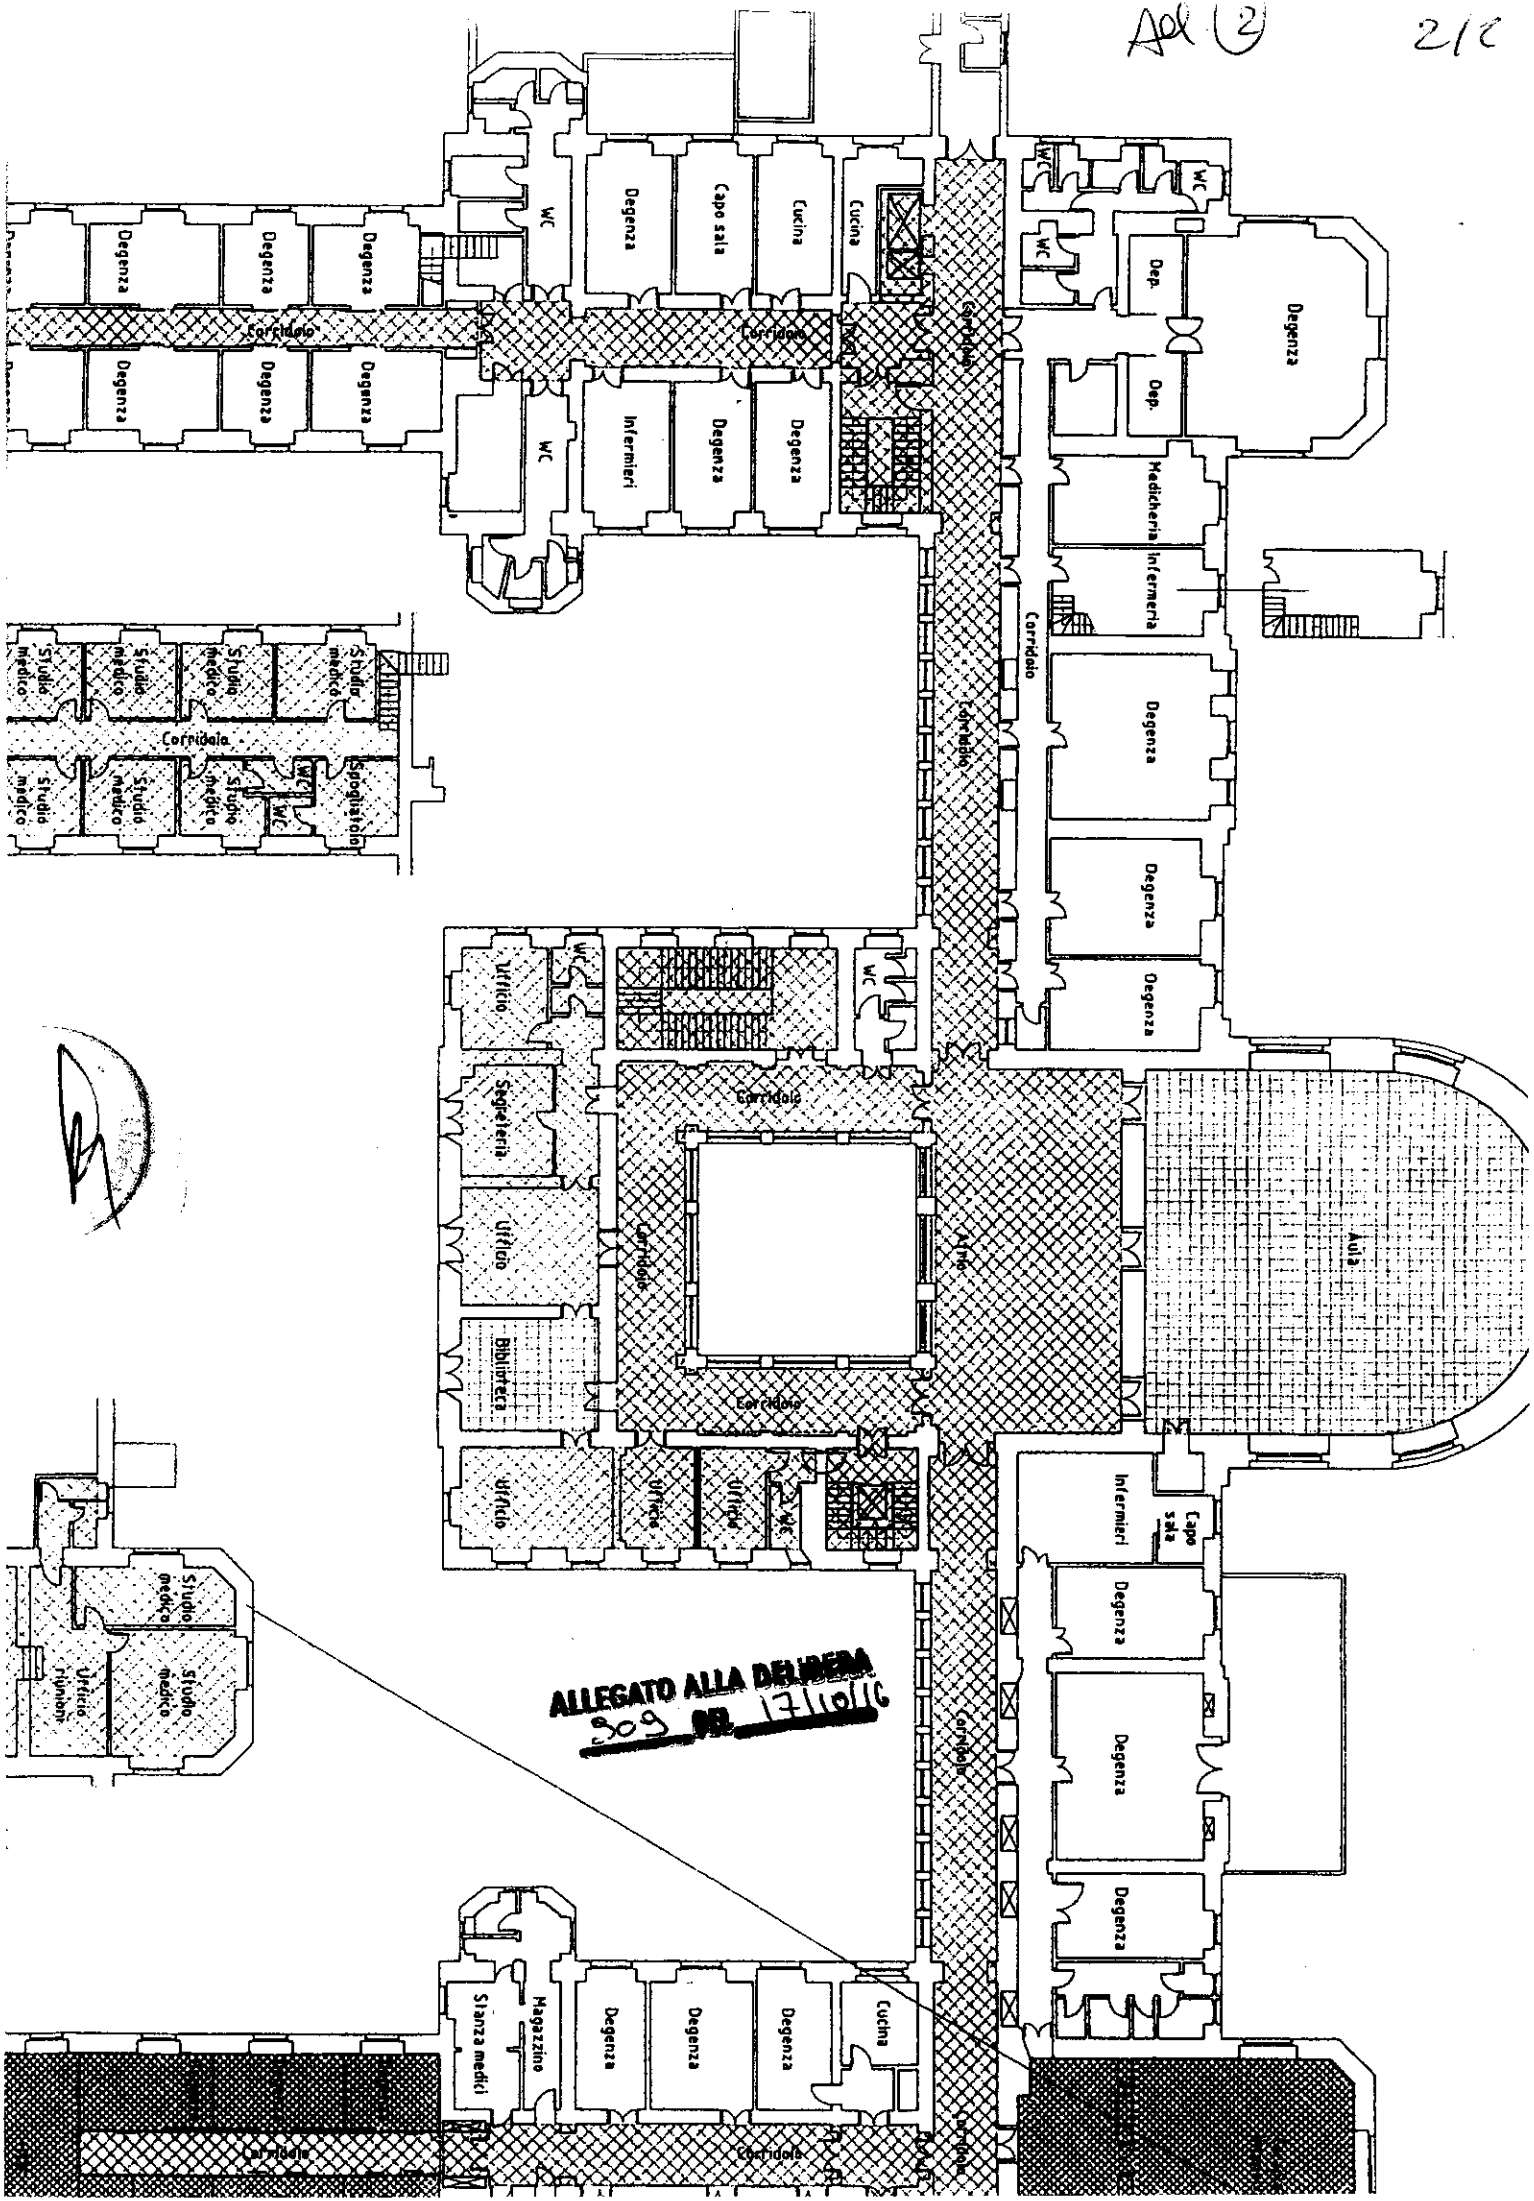 2/2
WC
WC
WC
Degenza
Capo sala
Cucina
Cucina
WC
Dep.
Degenza
Degenza
Degenza
Degenza
Degenza
Corridoio
Corridoio
Corridoio
Degenza
Degenza
Degenza
Degenza
Dep.
WC
Infermieri
Degenza
Degenza
Medicheria
Infermeria
Corridoio
Studio medico
Studio medico
Studio medico
Studio medico
Corridoio
Corridoio
Degenza
Studio medico
Studio medico
Studio medico
WC
WC
Spogliatoio
Degenza
Ufficio
WC
WC
Degenza
Segreteria
Corridoio
Ufficio
Corridoio
Atrio
Aula
Biblioteca
Corridoio
Ufficio
Ufficio
Ufficio
WC
Infermieri
Capo sala
Studio medico
Degenza
Ufficio riunioni
Studio medico
ALLEGATO ALLA DELIBERA
909 DEL 17/10/16
Corridoio
Degenza
Degenza
Stanza medici
Magazzino
Degenza
Degenza
Degenza
Cucina
Corridoio
Corridoio
Corridoio